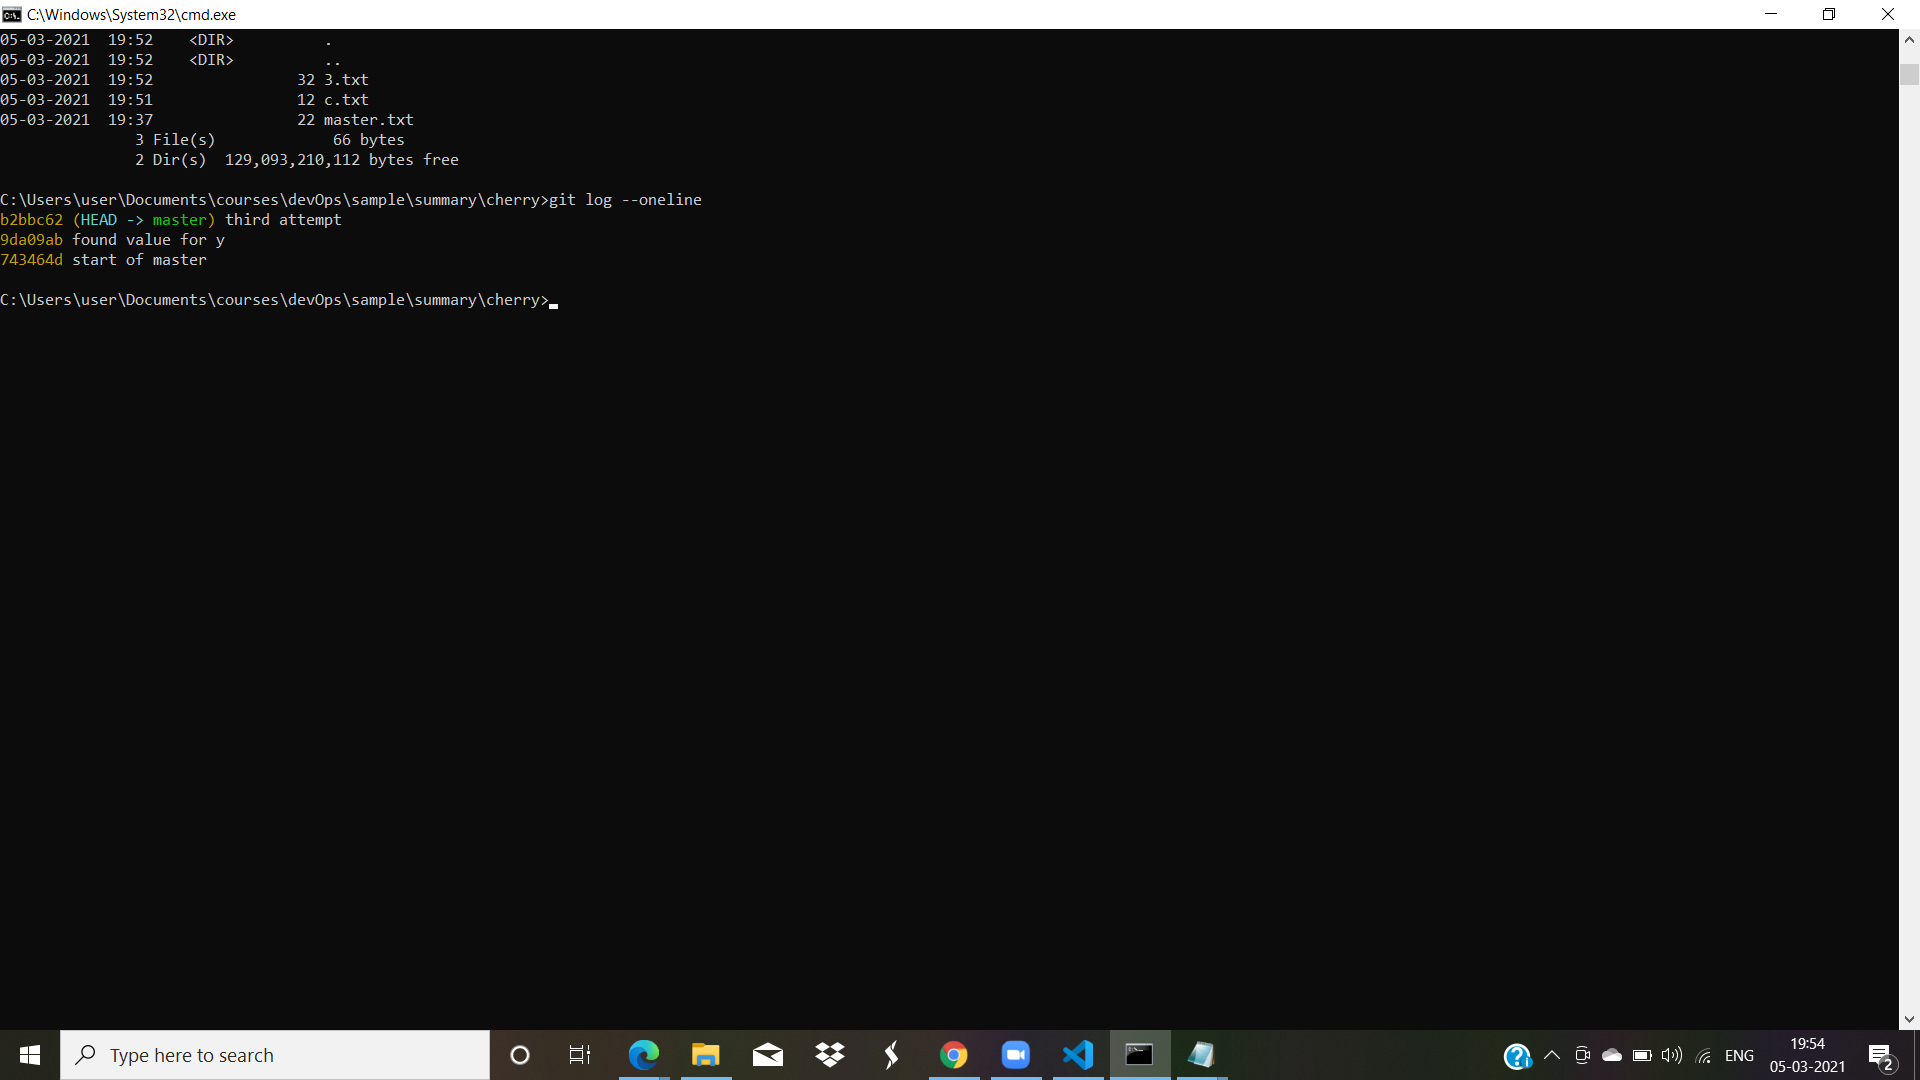 C:\Windows\System32\cmd.exe
05-03-2021  19:52    <DIR>          .
05-03-2021  19:52    <DIR>          ..
05-03-2021  19:52                32 3.txt
05-03-2021  19:51                12 c.txt
05-03-2021  19:37                22 master.txt
               3 File(s)             66 bytes
               2 Dir(s)  129,093,210,112 bytes free
C:\Users\user\Documents\courses\devOps\sample\summary\cherry>git log --oneline
b2bbc62 (HEAD -> master) third attempt
9da09ab found value for y
743464d start of master
C:\Users\user\Documents\courses\devOps\sample\summary\cherry>
Type here to search
ENG
19:54
05-03-2021
2